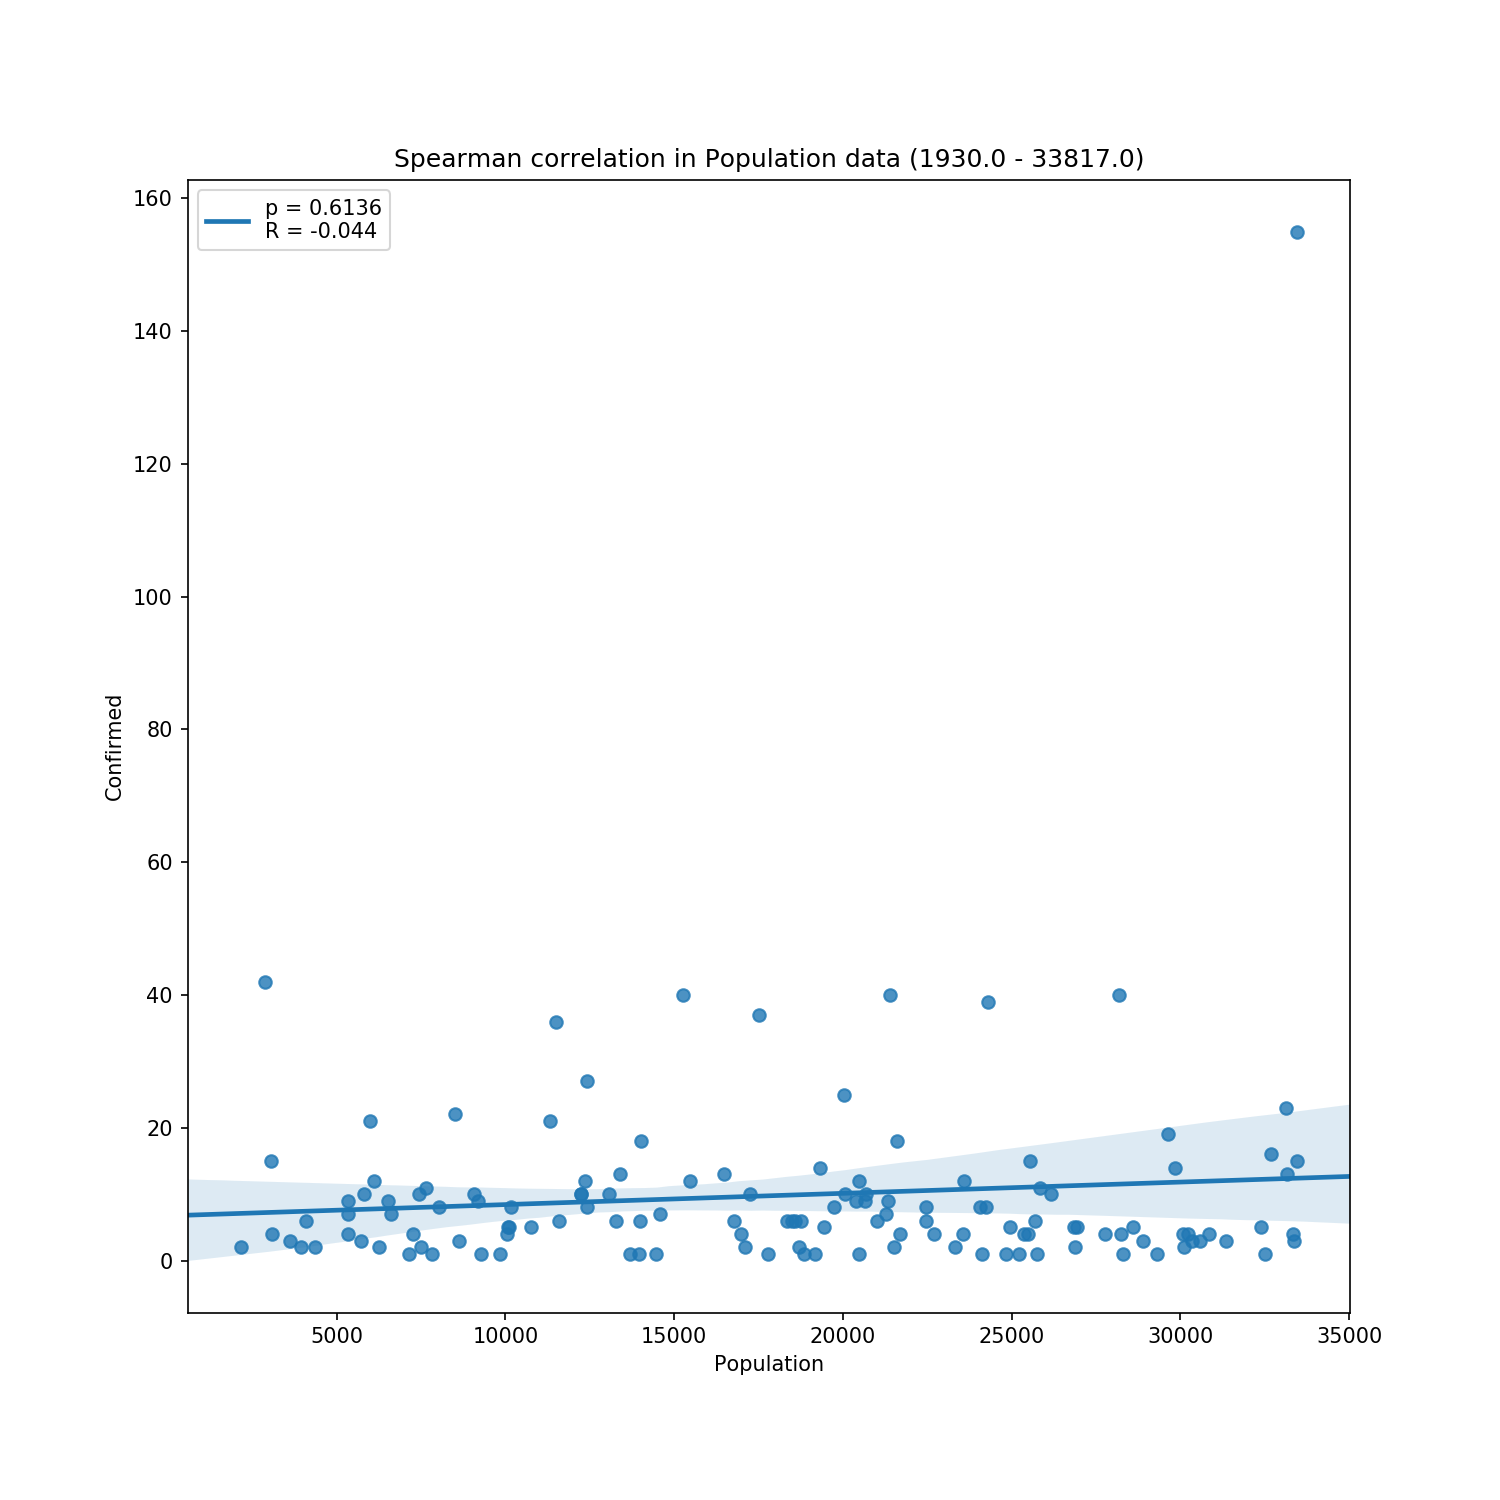 Spearman correlation in Population data (1930.0 - 33817.0)
p = 0.6136
R = -0.044
160
140
120
100
80
60
40
20
0
Confirmed
5000 10000 15000 20000 25000 30000 35000
Population